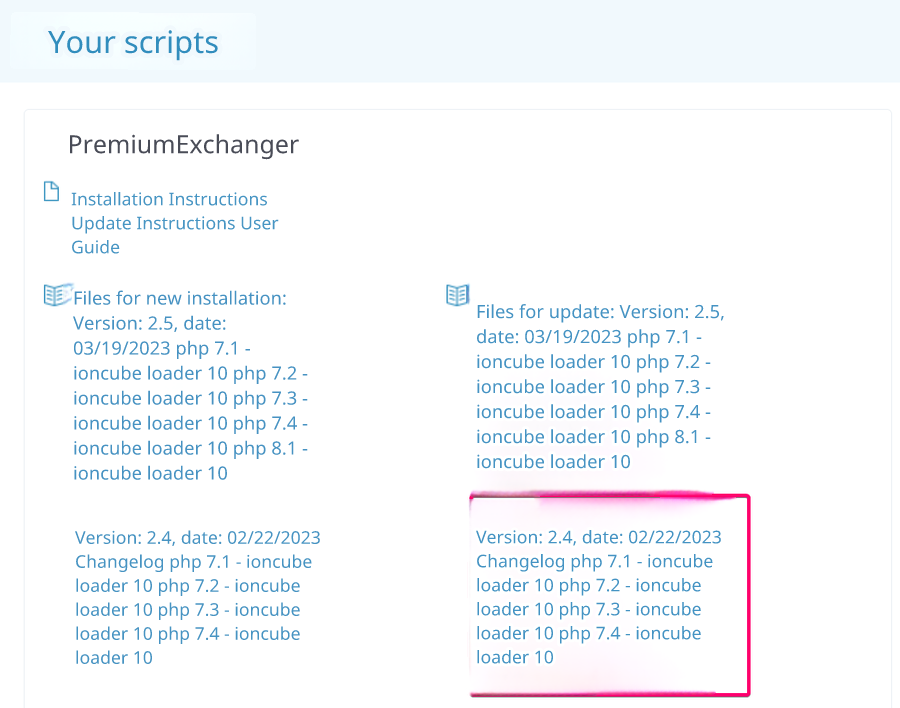 Your scripts
PremiumExchanger
Installation Instructions
Update Instructions User
Guide
Files for new installation:
Version: 2.5, date:
03/19/2023 php 7.1 -
ioncube loader 10 php 7.2 -
ioncube loader 10 php 7.3 -
ioncube loader 10 php 7.4 -
ioncube loader 10 php 8.1 -
ioncube loader 10
Files for update: Version: 2.5,
date: 03/19/2023 php 7.1 -
ioncube loader 10 php 7.2 -
ioncube loader 10 php 7.3 -
ioncube loader 10 php 7.4 -
ioncube loader 10 php 8.1 -
ioncube loader 10
Version: 2.4, date: 02/22/2023
Changelog php 7.1 - ioncube
loader 10 php 7.2 - ioncube
loader 10 php 7.3 - ioncube
loader 10 php 7.4 - ioncube
loader 10
Version: 2.4, date: 02/22/2023
Changelog php 7.1 - ioncube
loader 10 php 7.2 - ioncube
loader 10 php 7.3 - ioncube
loader 10 php 7.4 - ioncube
loader 10